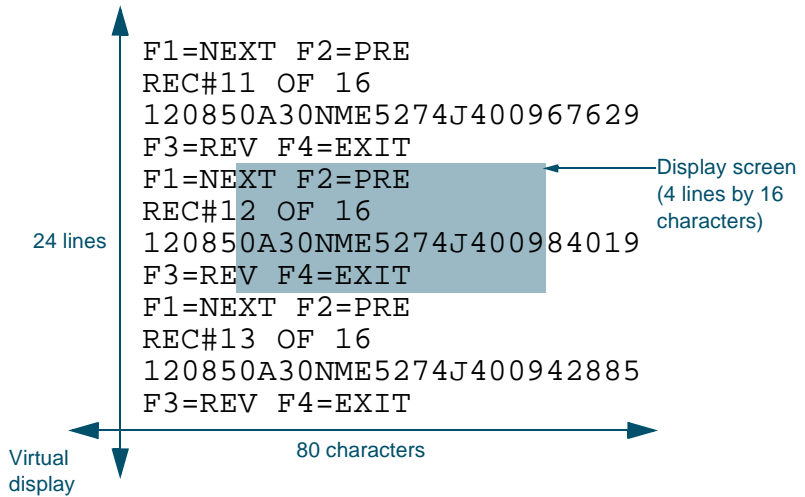 F1=NEXT F2=PRE
REC#11 OF 16
120850A30NME5274J400967629
F3=REV F4=EXIT
F1=NEXT F2=PRE
REC#12 OF 16
120850A30NME5274J400984019
F3=REV F4=EXIT
F1=NEXT F2=PRE
REC#13 OF 16
120850A30NME5274J400942885
F3=REV F4=EXIT
Display screen
(4 lines by 16
characters)
24 lines
80 characters
Virtual
display